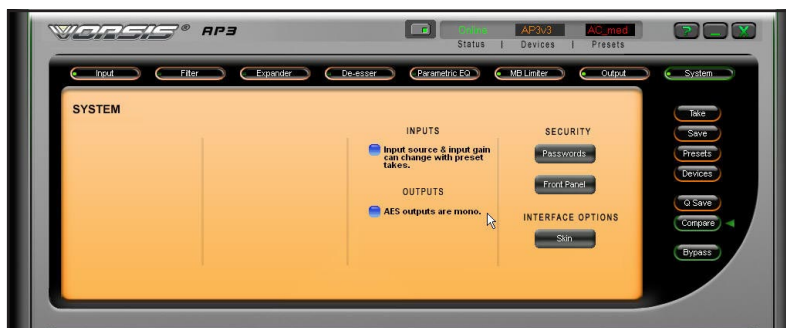 VORSIS® AP3
Online AP3v3 AC_med
Status | Devices | Presets
? _ X
Input Filter Expander De-esser Parametric EQ MB Limiter Output System
SYSTEM
INPUTS
Input source & input gain
can change with preset
takes.
OUTPUTS
AES outputs are mono.
SECURITY
Passwords
Front Panel
INTERFACE OPTIONS
Skin
Take
Save
Presets
Devices
Q Save
Compare
Bypass